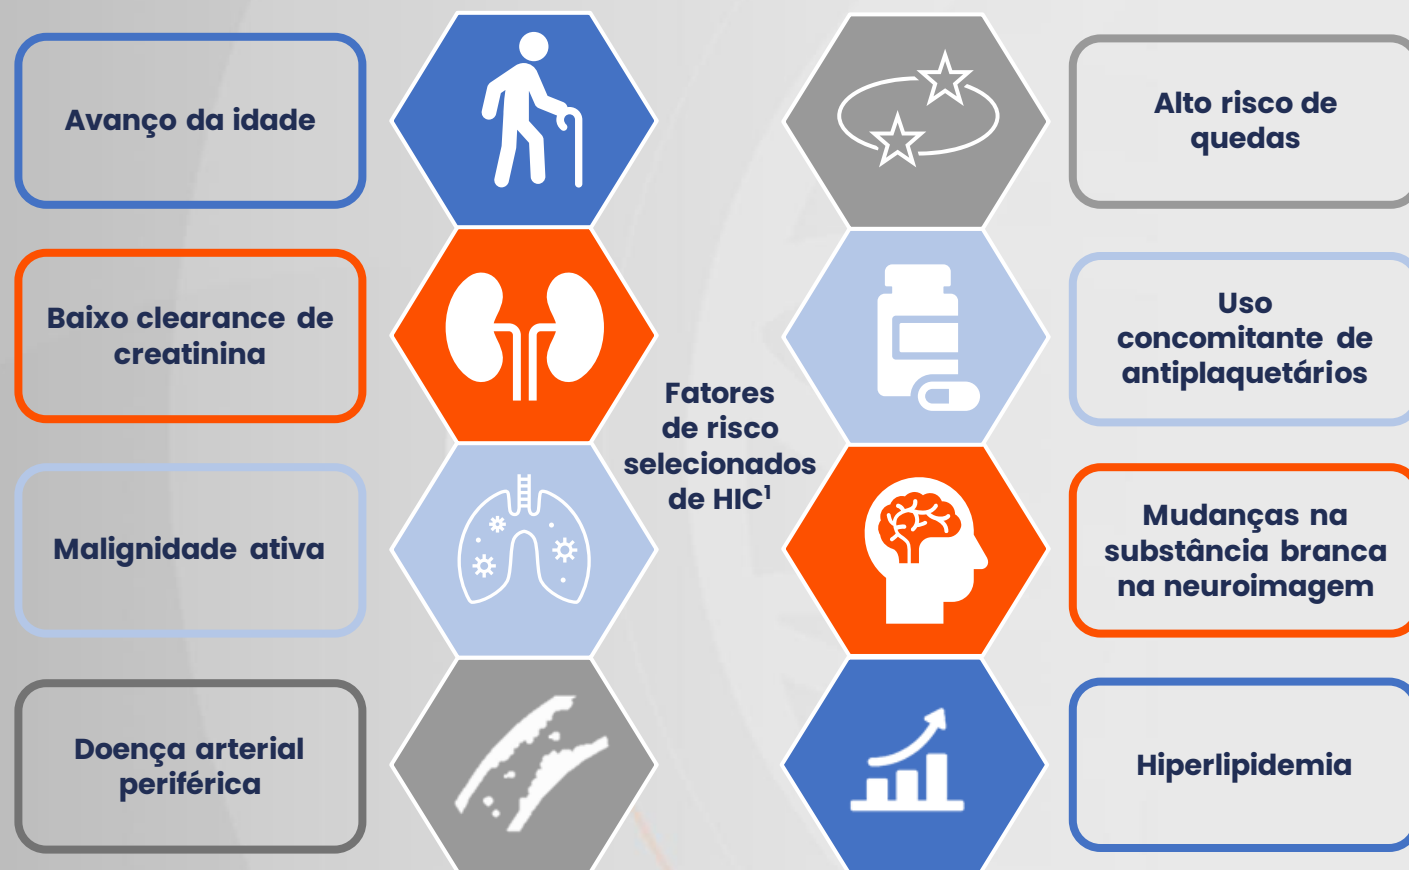 Avanço da idade
Baixo clearance de
creatinina
Malignidade ativa
Doença arterial
periférica
Fatores
de risco
selecionados
de HIC¹
Alto risco de
quedas
Uso
concomitante de
antiplaquetários
Mudanças na
substância branca
na neuroimagem
Hiperlipidemia